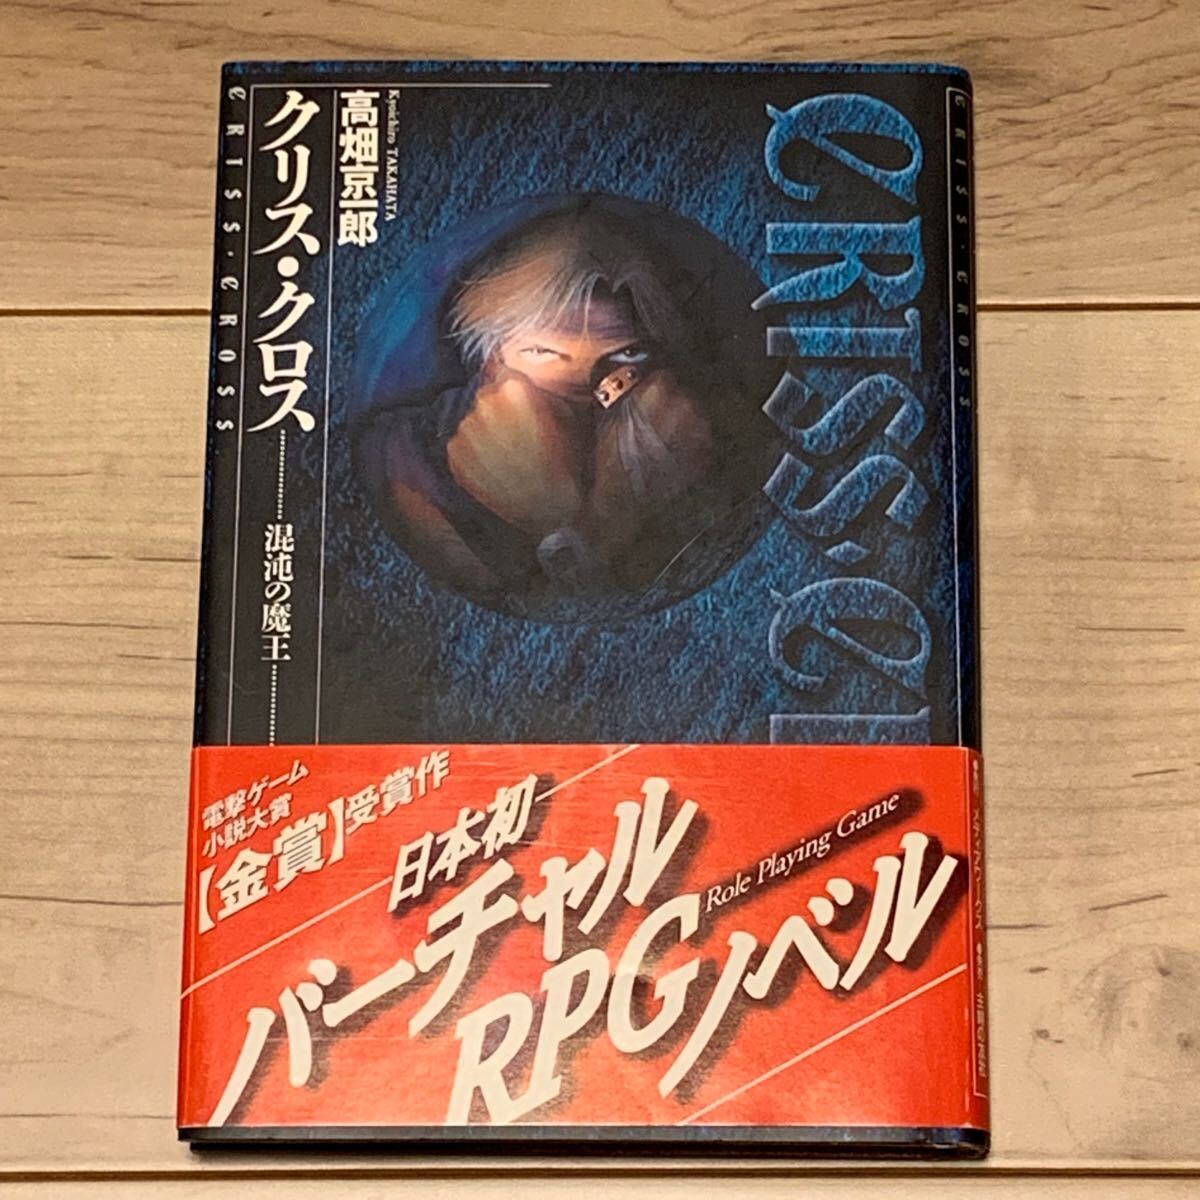 CRISS・CROSS
クリス・クロス
混沌の魔王
高畑京一郎
Kyoichiro TAKAHATA
CRISS・C
CRISS・CROSS
電撃ゲーム
小説大賞
【金賞】受賞作
日本初
バーチャル
RPGノベル
Role Playing Game